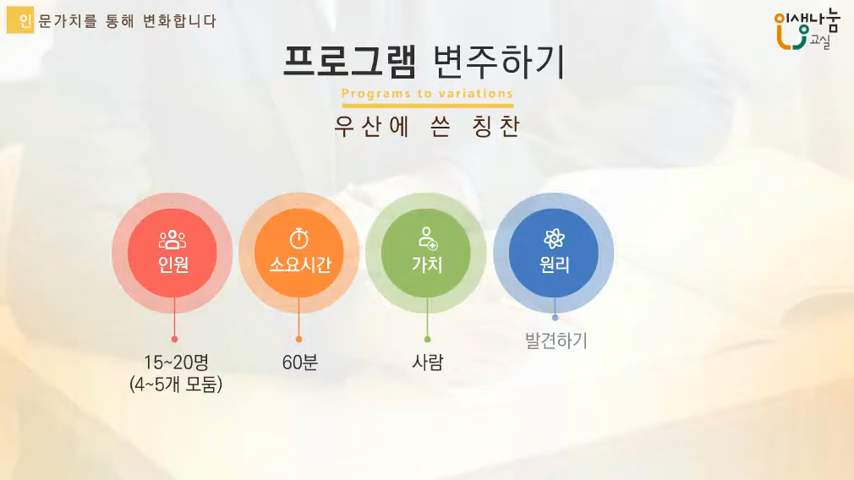 인문가치를 통해 변화합니다
인생나눔
교실
프로그램 변주하기
Programs to variations
우산에 쓴 칭찬
인원
소요시간
가치
원리
발견하기
15~20명
60분
사람
(4~5개 모둠)